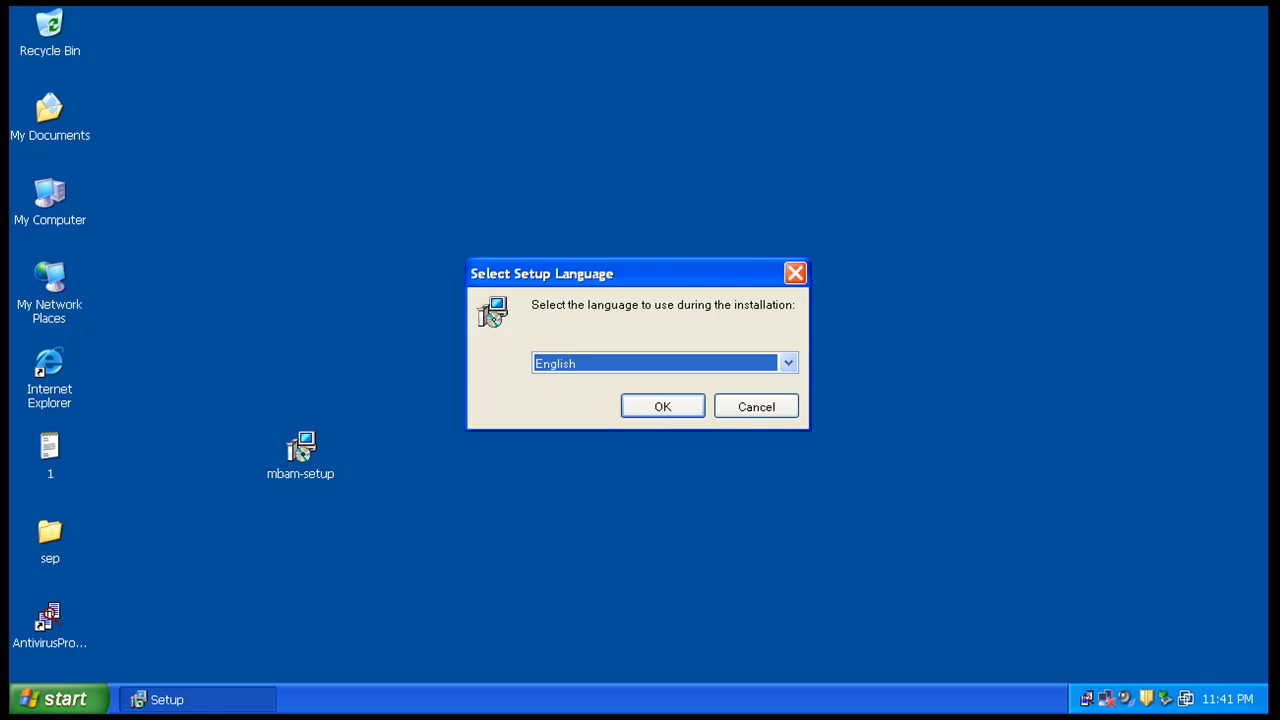 Recycle Bin
My Documents
My Computer
My Network
Places
Internet
Explorer
1
sep
AntivirusPro...
mbam-setup
Select Setup Language
Select the language to use during the installation:
English
OK
Cancel
start
Setup
11:41 PM